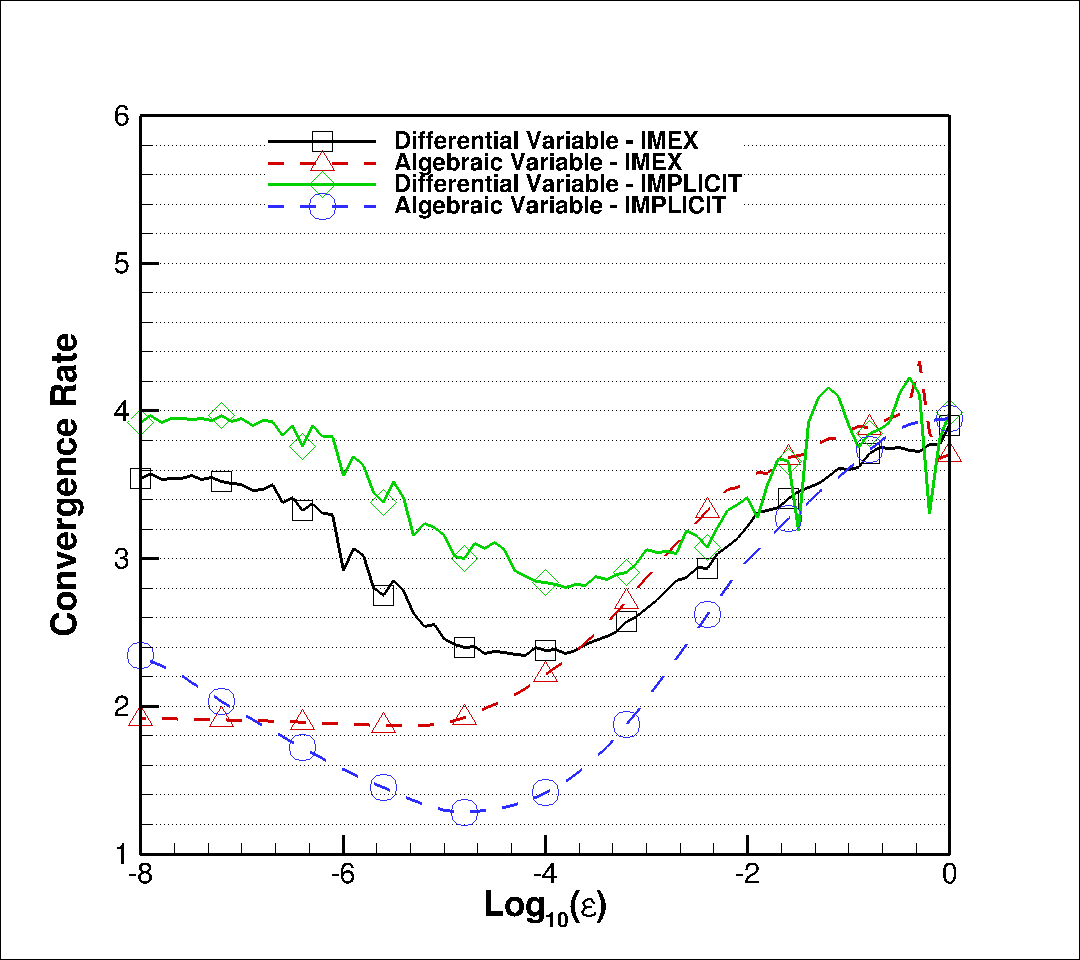 6
5
4
3
2
1
-8
-6
-4
-2
0
Convergence Rate
Log10(ε)
Differential Variable - IMEX
Algebraic Variable - IMEX
Differential Variable - IMPLICIT
Algebraic Variable - IMPLICIT